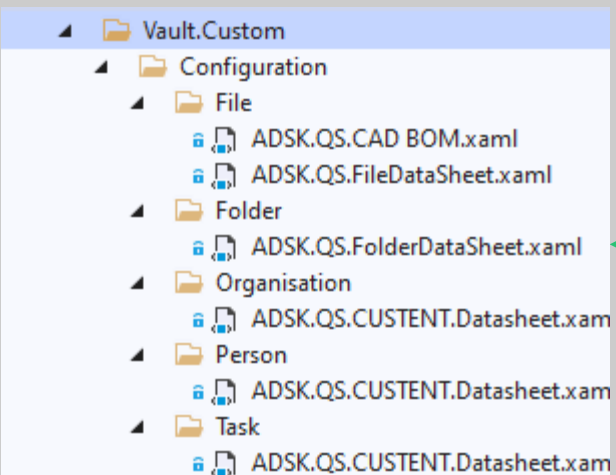 Vault.Custom
Configuration
File
ADSK.QS.CAD BOM.xaml
ADSK.QS.FileDataSheet.xaml
Folder
ADSK.QS.FolderDataSheet.xaml
Organisation
ADSK.QS.CUSTENT.Datasheet.xam
Person
ADSK.QS.CUSTENT.Datasheet.xam
Task
ADSK.QS.CUSTENT.Datasheet.xam